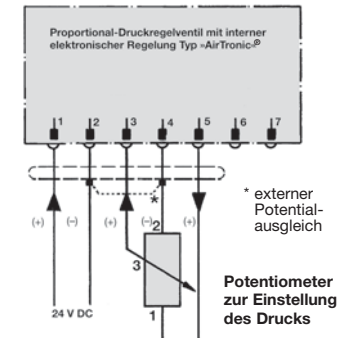 Proportional-Druckregelventil mit interner
elektronischer Regelung Typ »AirTronic«®
1 2 3 4 5 6 7
* externer
Potential-
ausgleich
*
(+) (–) (+) (–) (+)
2
3
1
24 V DC
Potentiometer
zur Einstellung
des Drucks